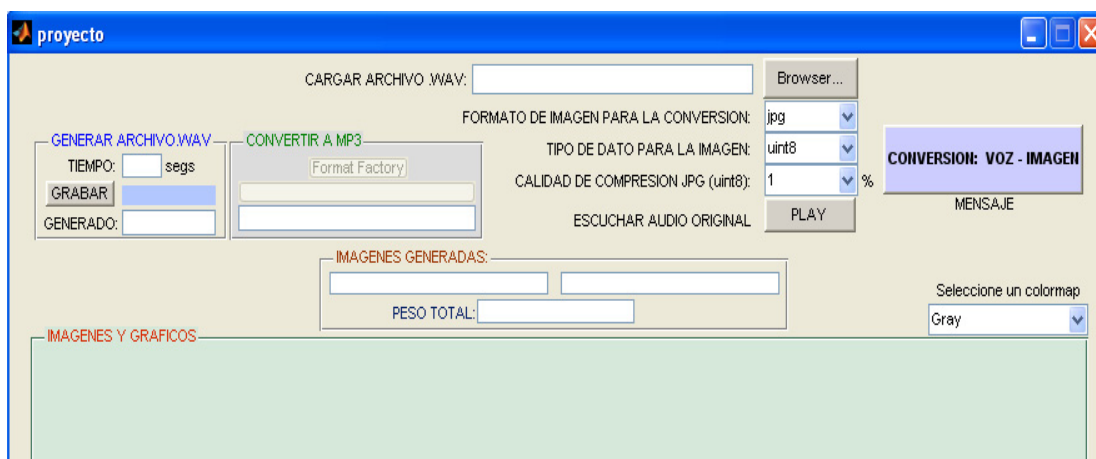 proyecto
CARGAR ARCHIVO .WAV:
Browser...
FORMATO DE IMAGEN PARA LA CONVERSION:
jpg
GENERAR ARCHIVO.WAV
TIEMPO:
segs
GRABAR
GENERADO:
CONVERTIR A MP3
Format Factory
TIPO DE DATO PARA LA IMAGEN:
uint8
CALIDAD DE COMPRESION JPG (uint8):
1
%
ESCUCHAR AUDIO ORIGINAL
PLAY
CONVERSION: VOZ - IMAGEN
MENSAJE
IMAGENES GENERADAS:
PESO TOTAL:
Seleccione un colormap
Gray
IMAGENES Y GRAFICOS